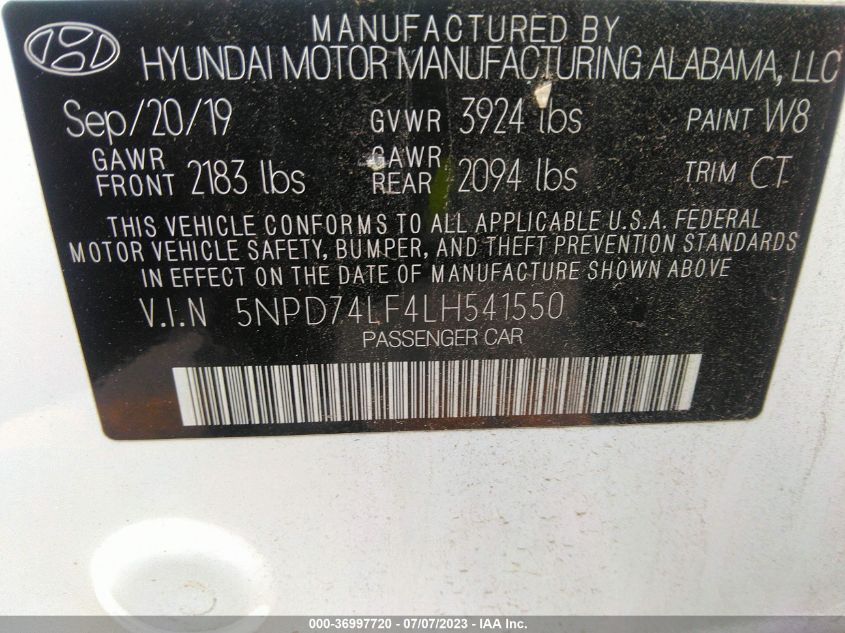 MANUFACTURED BY
HYUNDAI MOTOR MANUFACTURING ALABAMA, LLC
Sep/20/19 GVWR 3924 lbs PAINT W8
GAWR FRONT 2183 lbs GAWR REAR 2094 lbs TRIM CT
THIS VEHICLE CONFORMS TO ALL APPLICABLE U.S.A. FEDERAL
MOTOR VEHICLE SAFETY, BUMPER, AND THEFT PREVENTION STANDARDS
IN EFFECT ON THE DATE OF MANUFACTURE SHOWN ABOVE.
V.I.N 5NPD74LF4LH541550
PASSENGER CAR
000-36997720 - 07/07/2023 - IAA Inc.